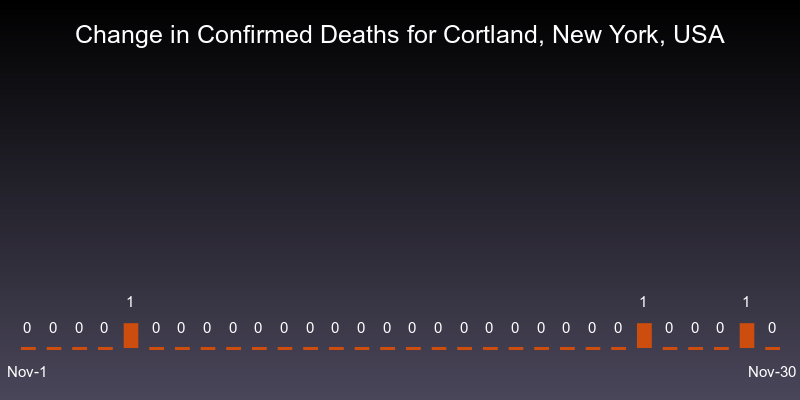 Change in Confirmed Deaths for Cortland, New York, USA
1 1 1
0 0 0 0 0 0 0 0 0 0 0 0 0 0 0 0 0 0 0 0 0 0 0 0 0 0 0
Nov-1 Nov-30